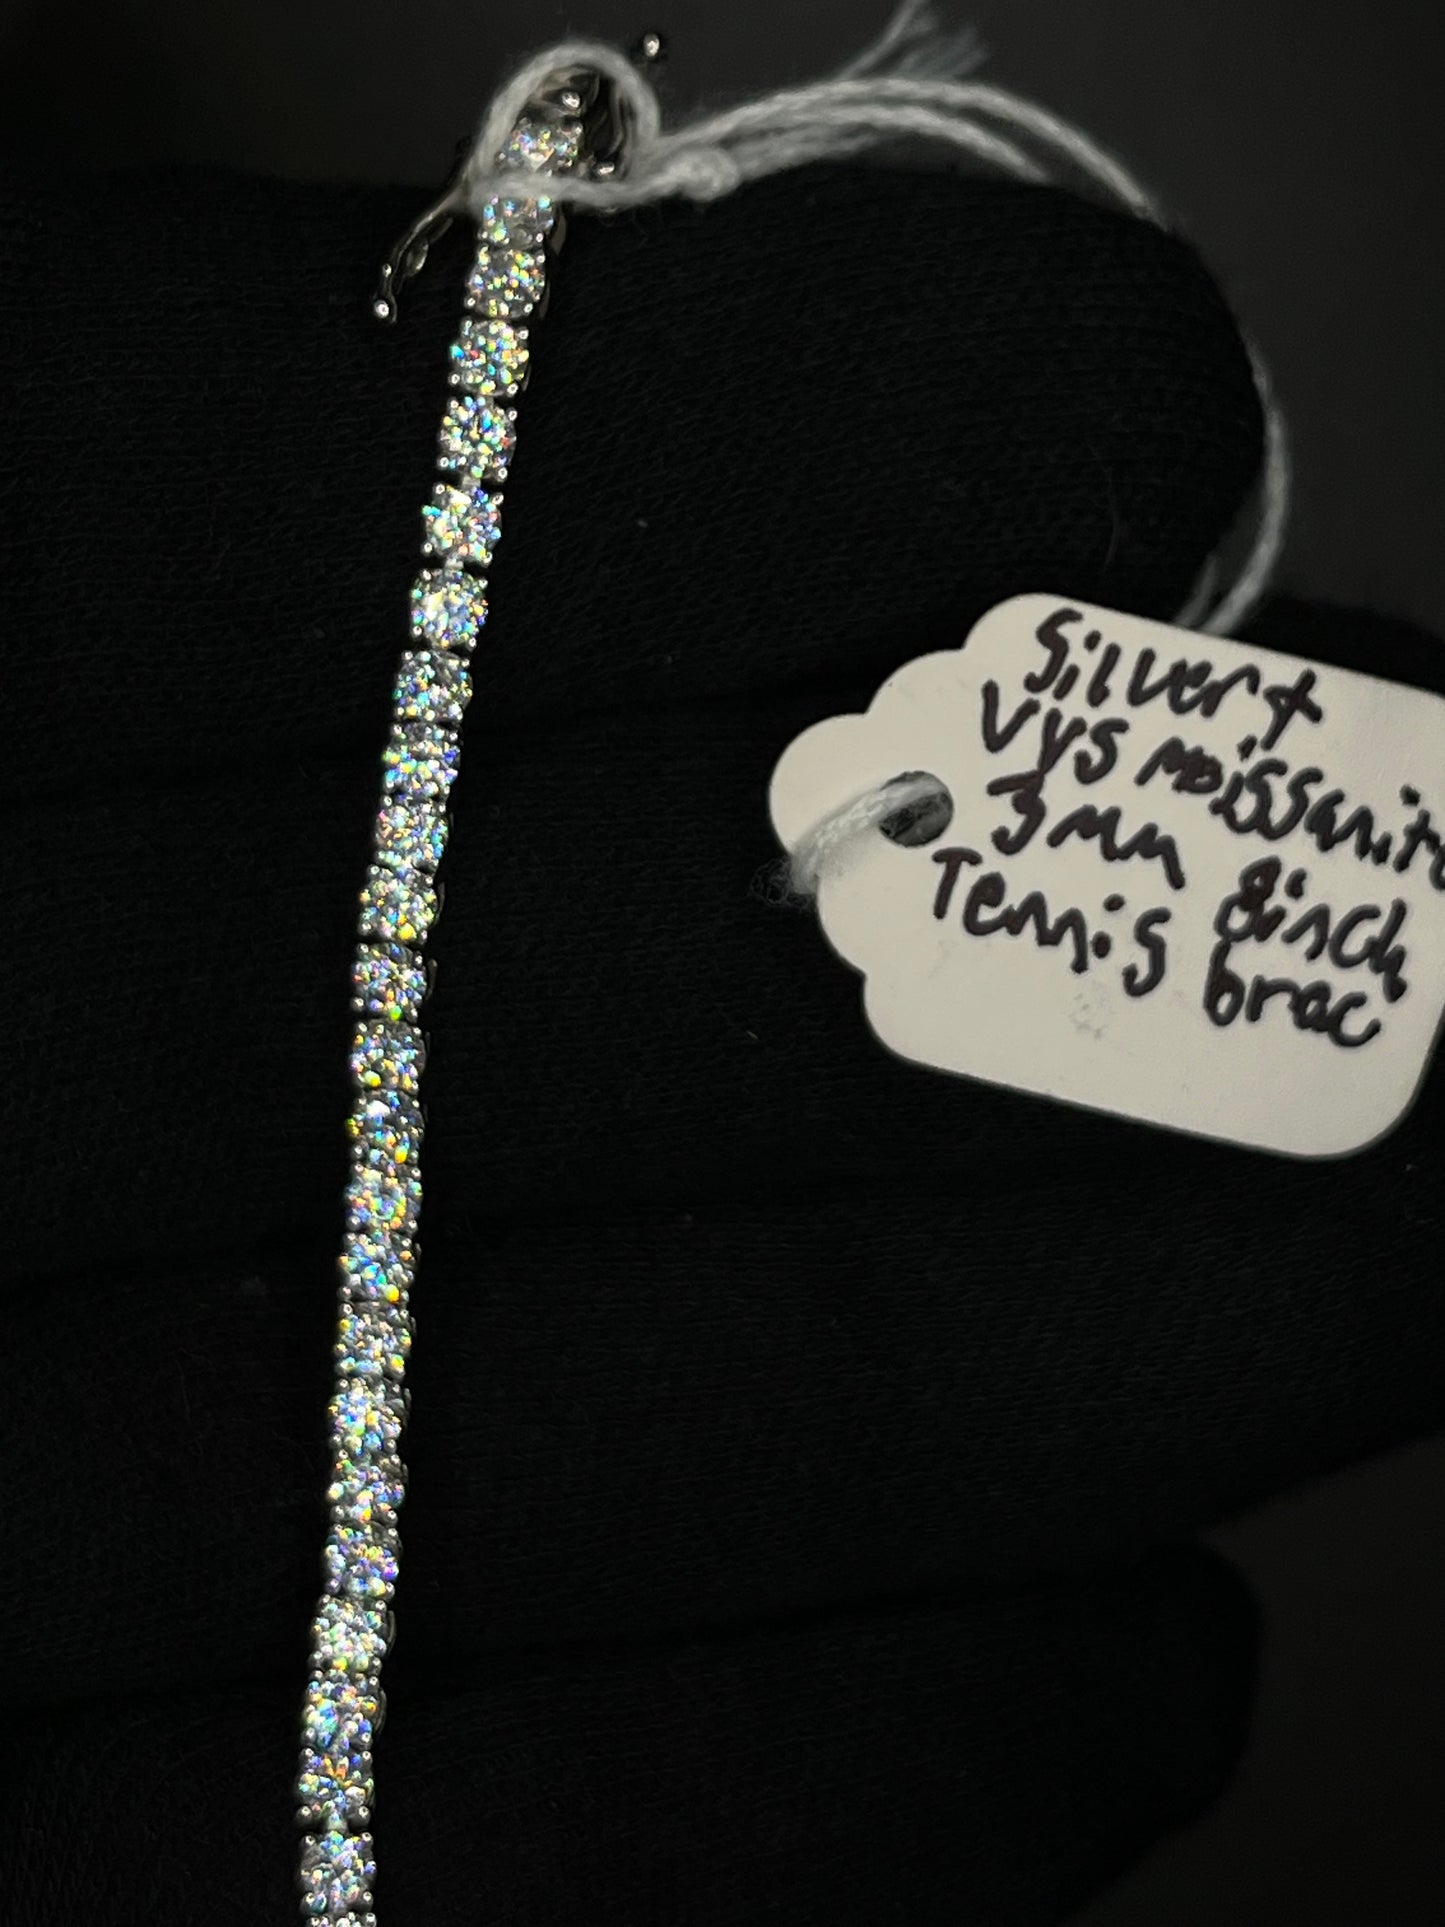 Silver +
VVS Moissanite
3mm 8inch
Tennis brac